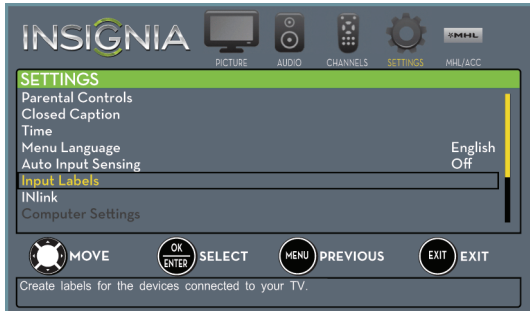 INSIGNIA
PICTURE AUDIO CHANNELS SETTINGS MHL/ACC
MHL
SETTINGS
Parental Controls
Closed Caption
Time
Menu Language English
Auto Input Sensing Off
Input Labels
INlink
Computer Settings
MOVE OK ENTER SELECT MENU PREVIOUS EXIT EXIT
Create labels for the devices connected to your TV.